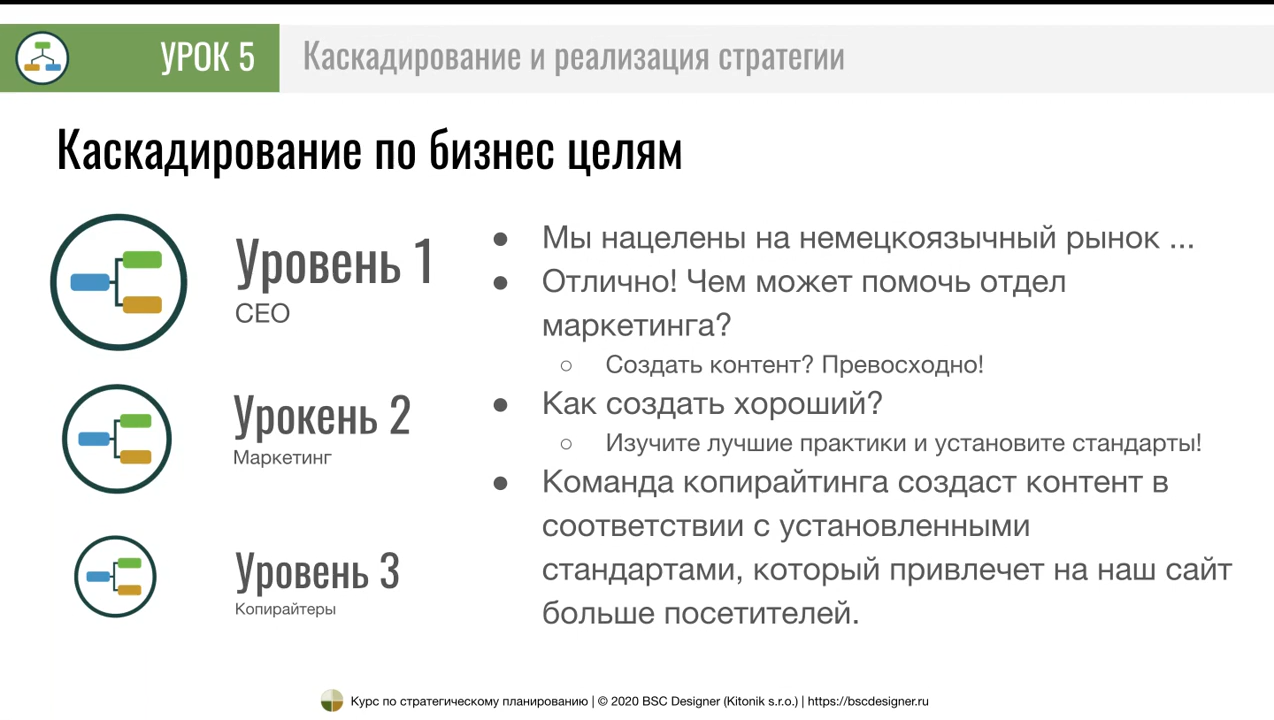 УРОК 5
Каскадирование и реализация стратегии
Каскадирование по бизнес целям
Уровень 1
CEO
Урокень 2
Маркетинг
Уровень 3
Копирайтеры
● Мы нацелены на немецкоязычный рынок ...
● Отлично! Чем может помочь отдел
маркетинга?
○ Создать контент? Превосходно!
● Как создать хороший?
○ Изучите лучшие практики и установите стандарты!
● Команда копирайтинга создаст контент в
соответствии с установленными
стандартами, который привлечет на наш сайт
больше посетителей.
Курс по стратегическому планированию | © 2020 BSC Designer (Kitonik s.r.o.) | https://bscdesigner.ru